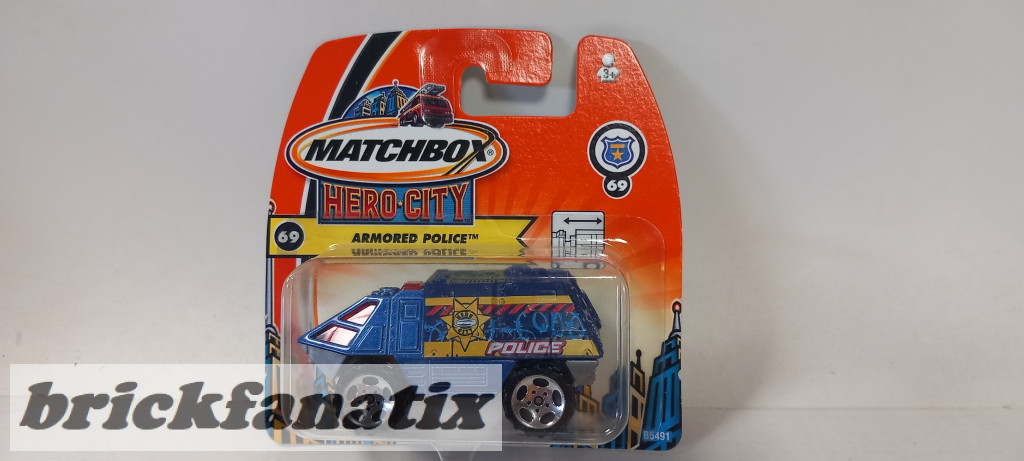 3+
MATCHBOX®
HERO·CITY
69
69
ARMORED POLICE™
POLICE
B5491
brickfanatix